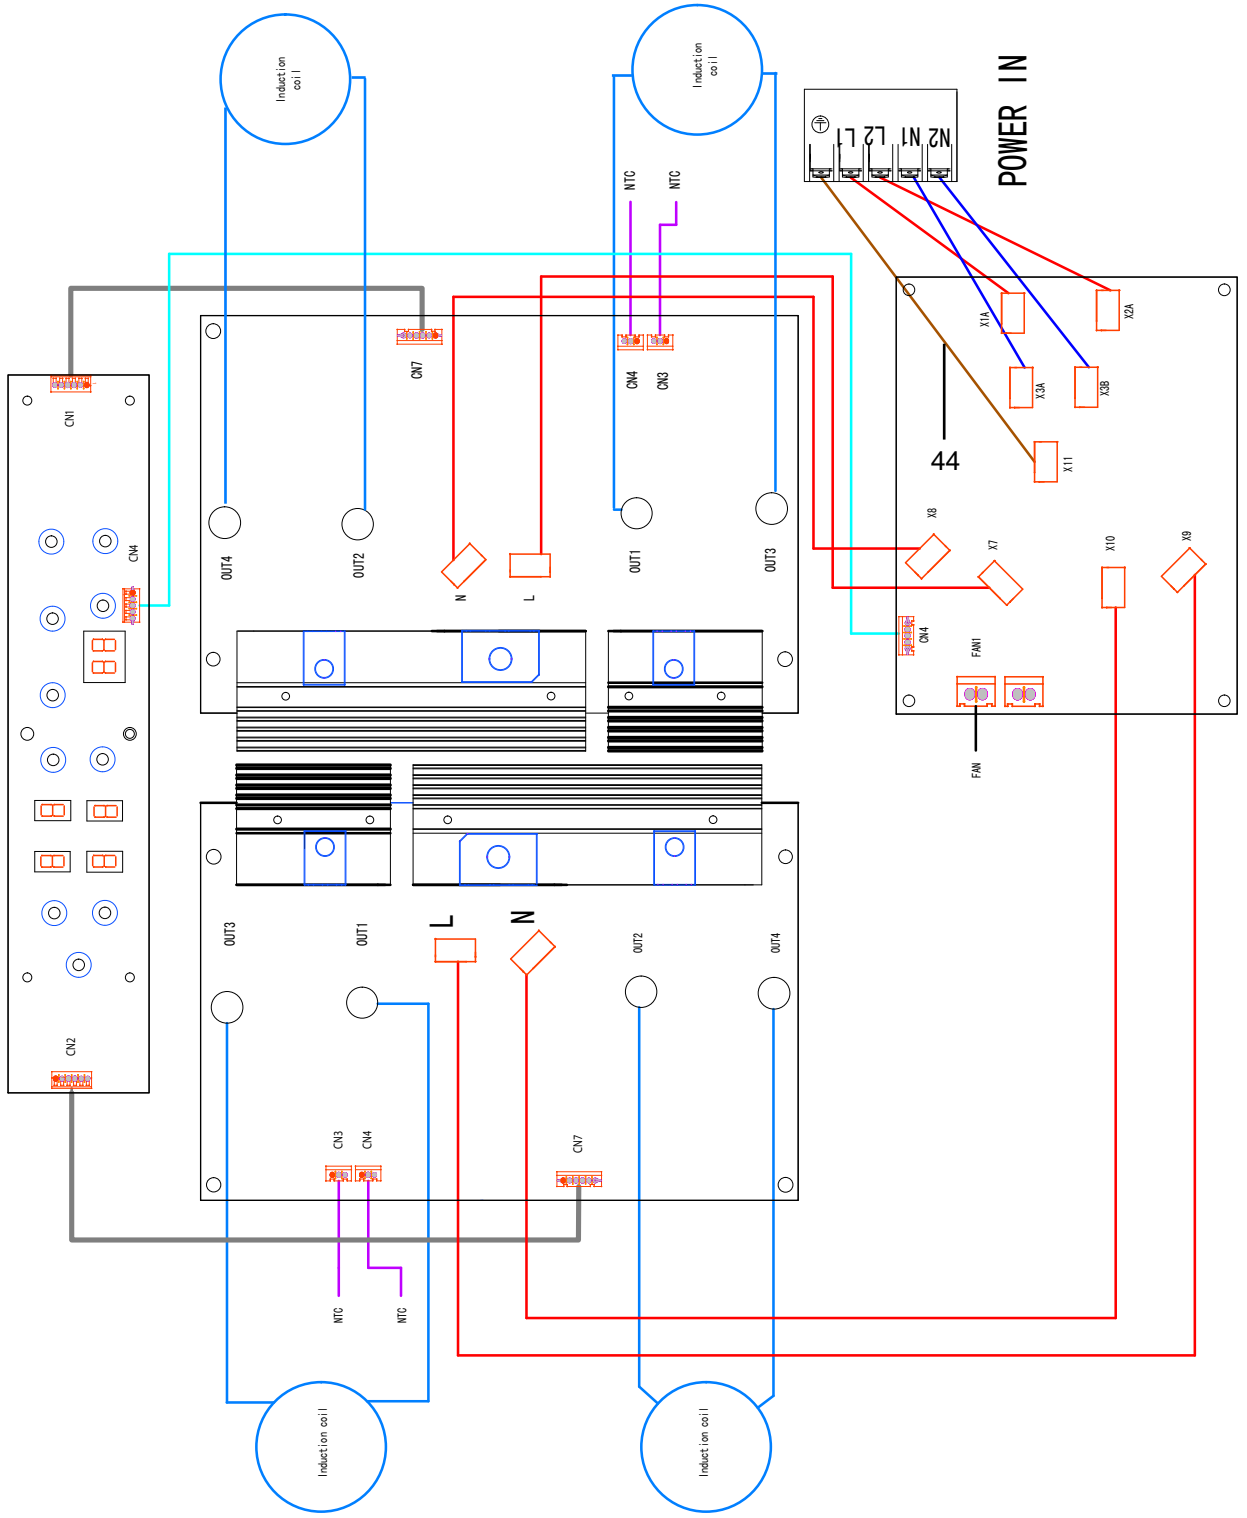 Induction
coil
Induction
coil
POWER IN
L1
L2
N1
N2
NTC
NTC
CN7
CN4
CN3
CN1
X1A
X2A
X3A
X3B
44
X11
X8
X7
X10
X9
CN4
OUT4
OUT2
N
L
OUT1
OUT3
CN4
FAN1
FAN
OUT3
OUT1
L
N
OUT2
OUT4
CN2
CN3
CN4
CN7
NTC
NTC
Induction coil
Induction coil